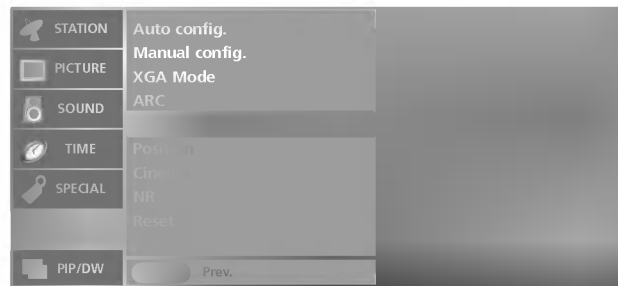 STATION
PICTURE
SOUND
TIME
SPECIAL
PIP/DW
Auto config.
Manual config.
XGA Mode
ARC
Position
Cinema
NR
Reset
Prev.